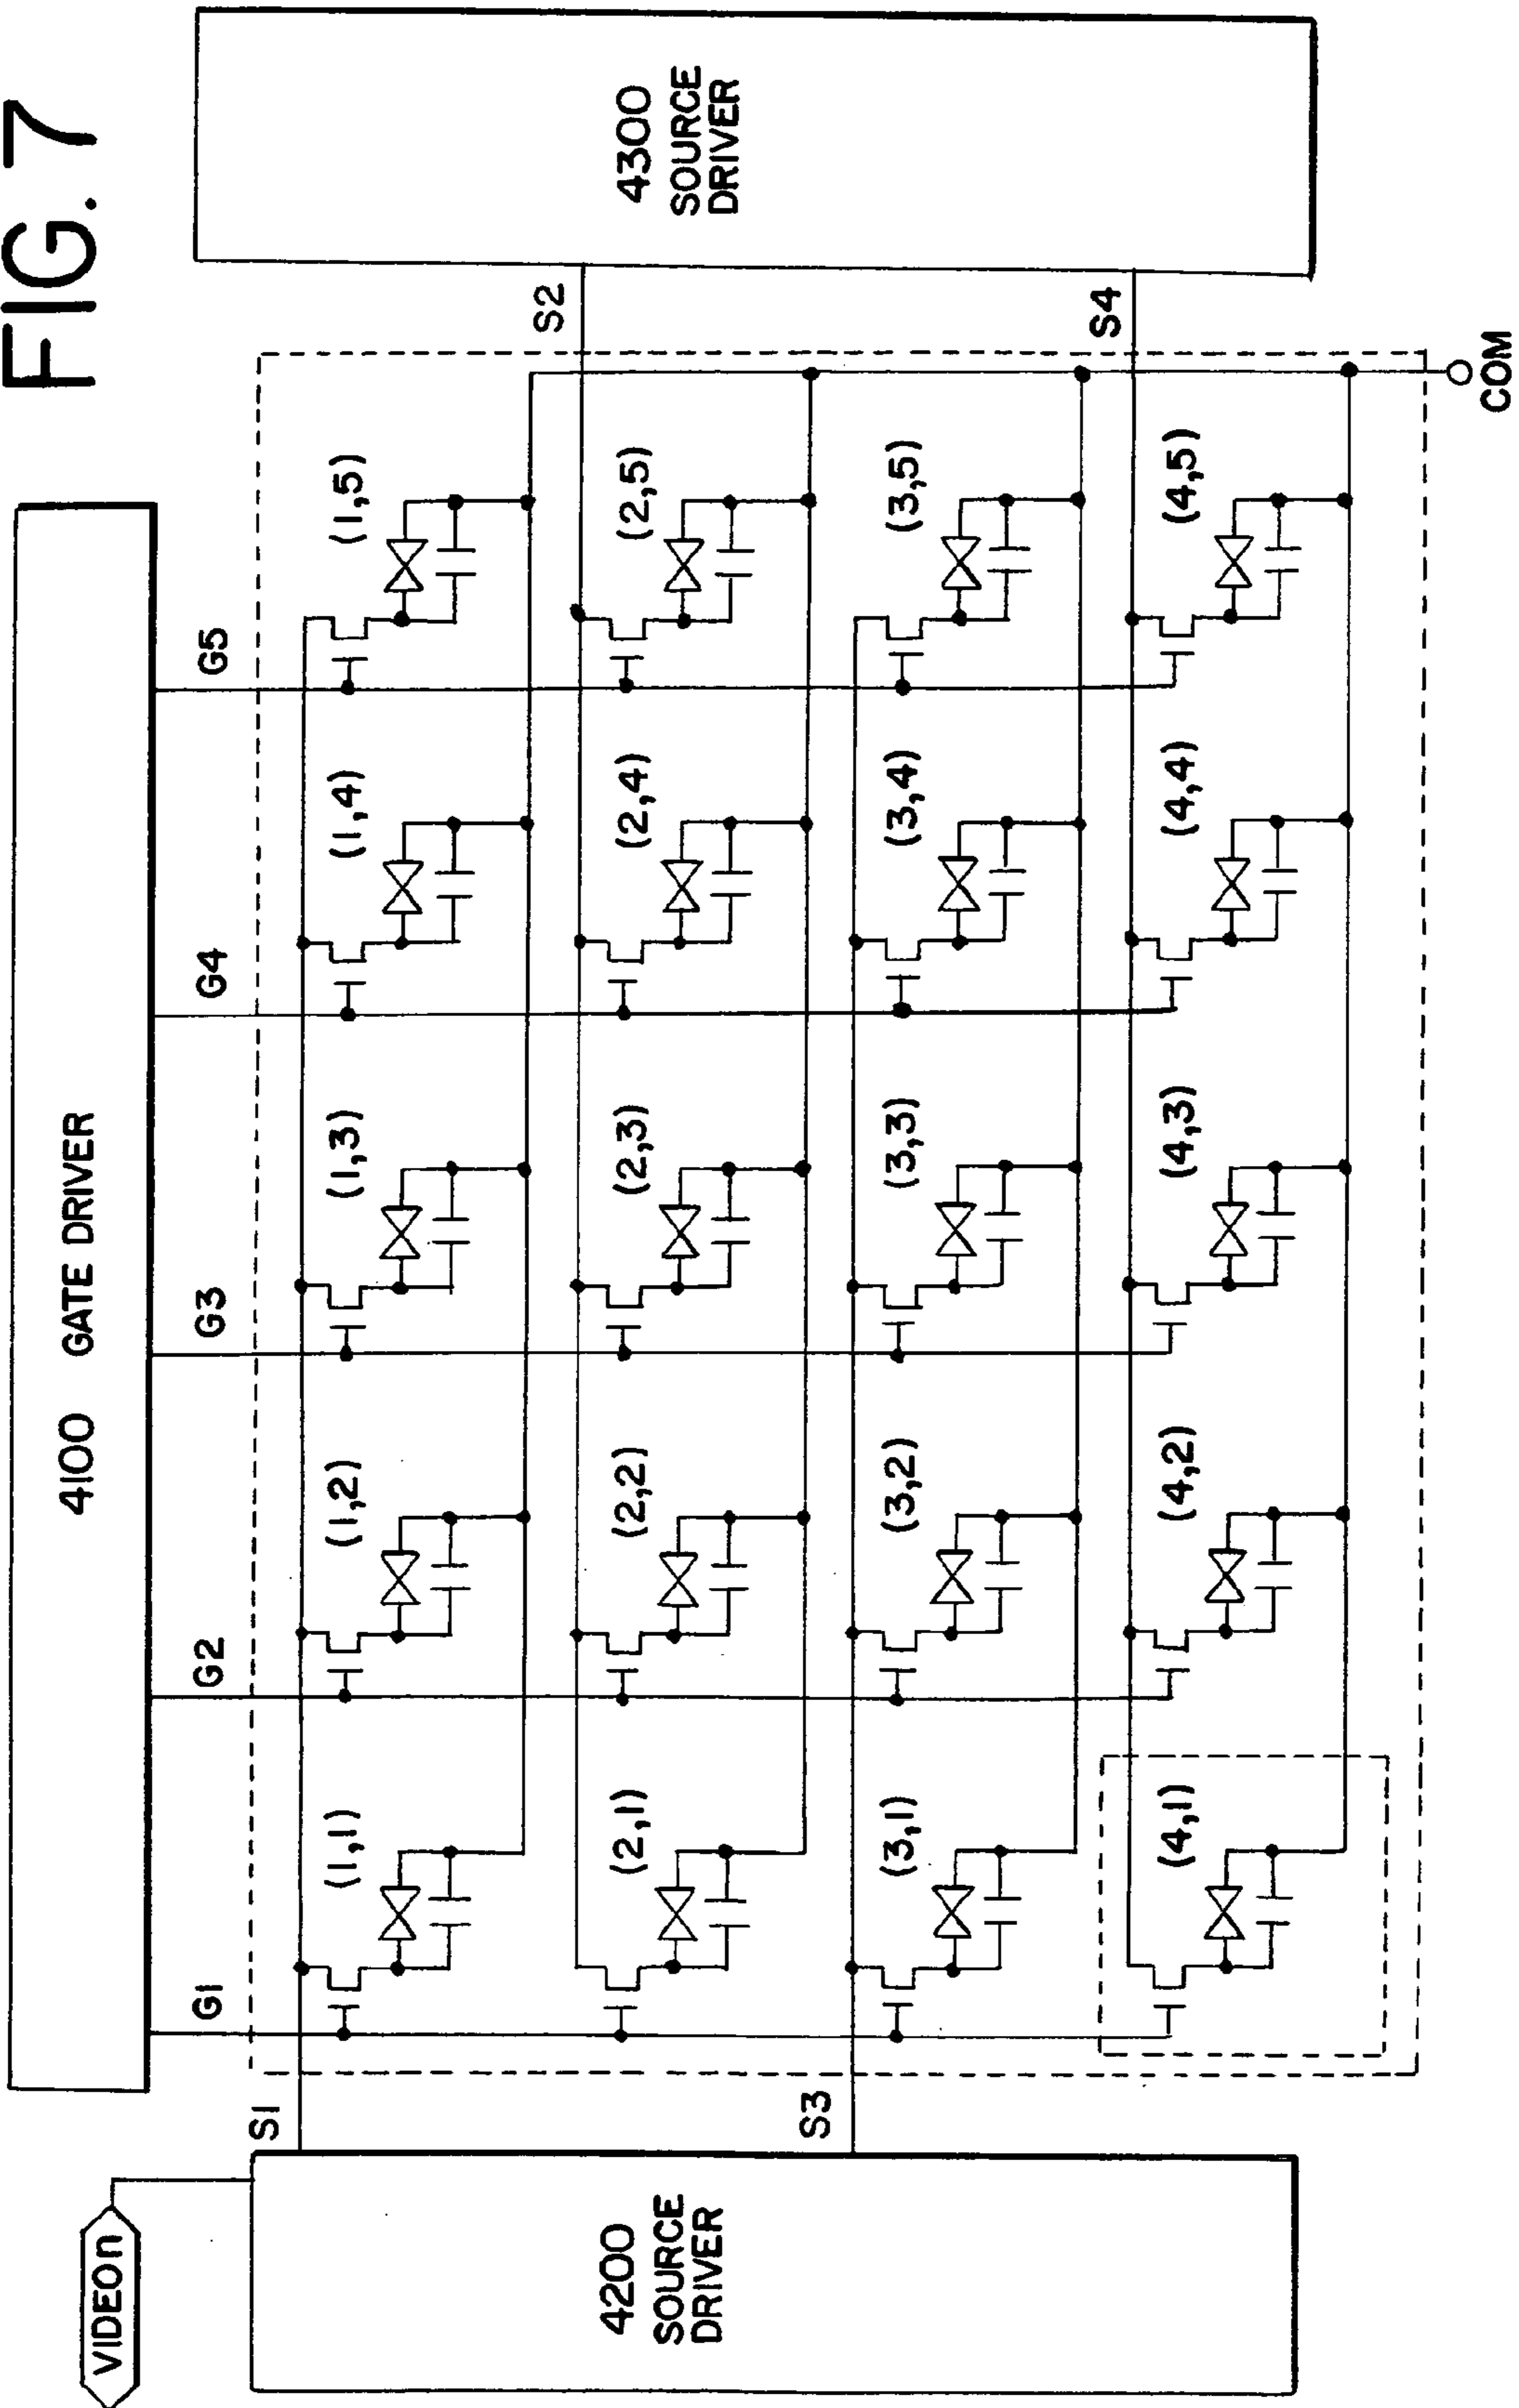 FIG. 7
4300
SOURCE
DRIVER
4100 GATE DRIVER
G1
G2
G3
G4
G5
S2
S4
COM
(1,1)
(1,2)
(1,3)
(1,4)
(1,5)
(2,1)
(2,2)
(2,3)
(2,4)
(2,5)
(3,1)
(3,2)
(3,3)
(3,4)
(3,5)
(4,1)
(4,2)
(4,3)
(4,4)
(4,5)
S1
S3
VIDEOn
4200
SOURCE
DRIVER